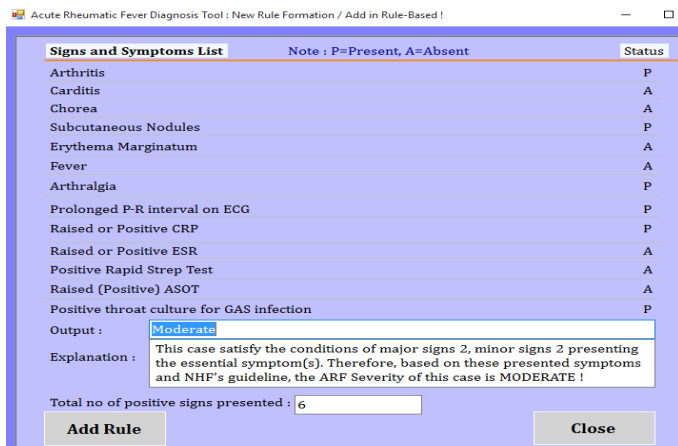 Acute Rheumatic Fever Diagnosis Tool : New Rule Formation / Add in Rule-Based !
Signs and Symptoms List Note : P=Present, A=Absent Status
Arthritis P
Carditis A
Chorea A
Subcutaneous Nodules P
Erythema Marginatum A
Fever A
Arthralgia P
Prolonged P-R interval on ECG P
Raised or Positive CRP P
Raised or Positive ESR A
Positive Rapid Strep Test A
Raised (Positive) ASOT A
Positive throat culture for GAS infection P
Output : Moderate
Explanation : This case satisfy the conditions of major signs 2, minor signs 2 presenting
the essential symptom(s). Therefore, based on these presented symptoms
and NHF's guideline, the ARF Severity of this case is MODERATE !
Total no of positive signs presented : 6
Add Rule Close